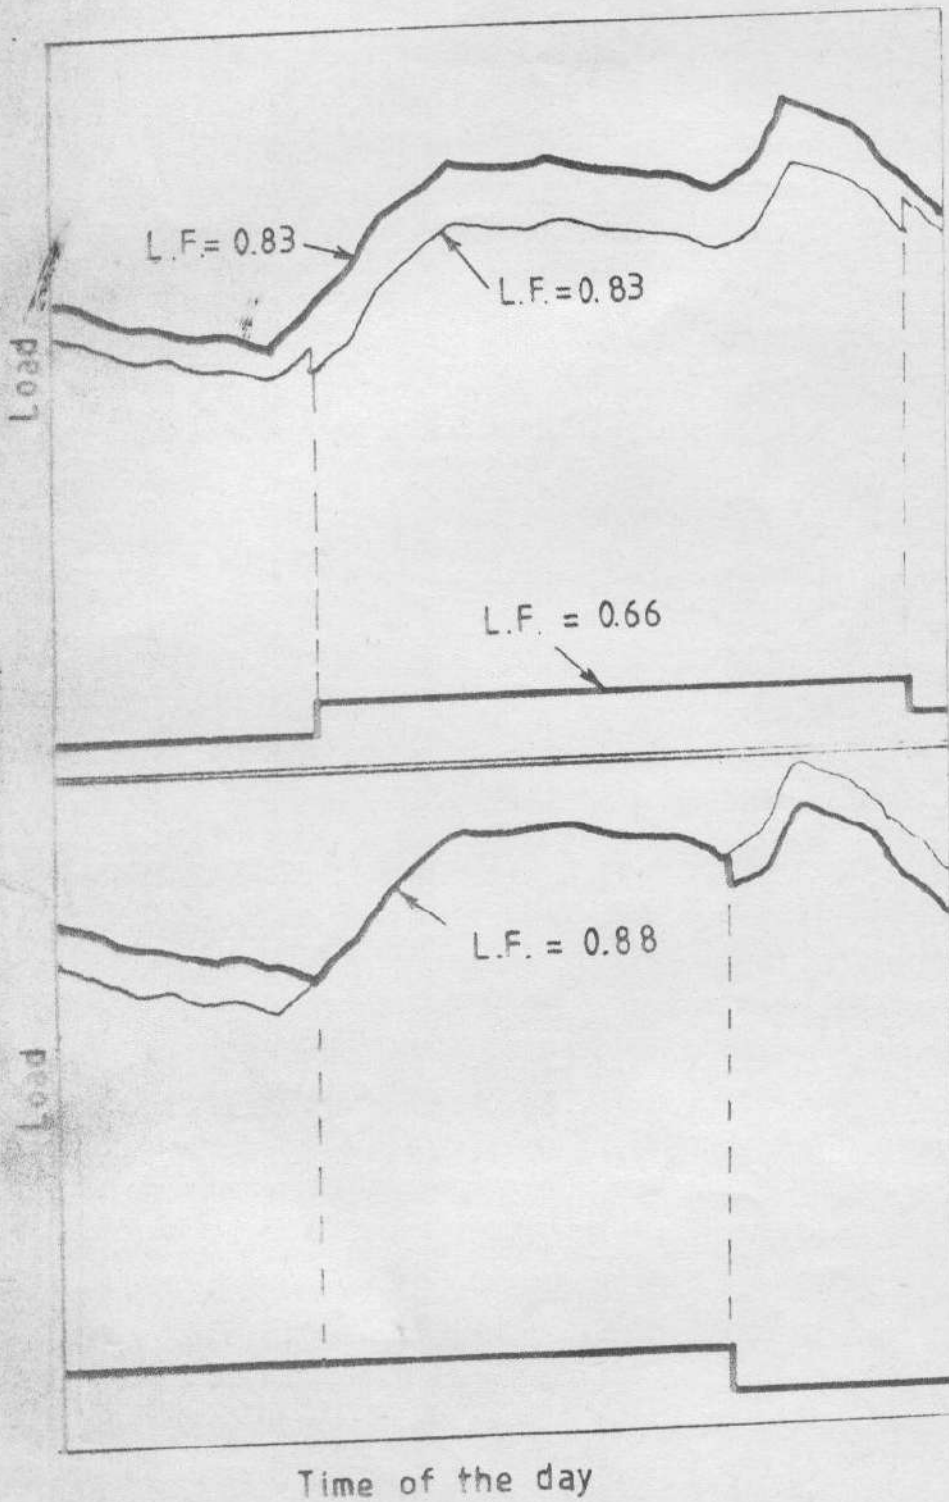 L.F.= 0.83
L.F.=0.83
Load
L.F. = 0.66
L.F. = 0.88
Load
Time of the day